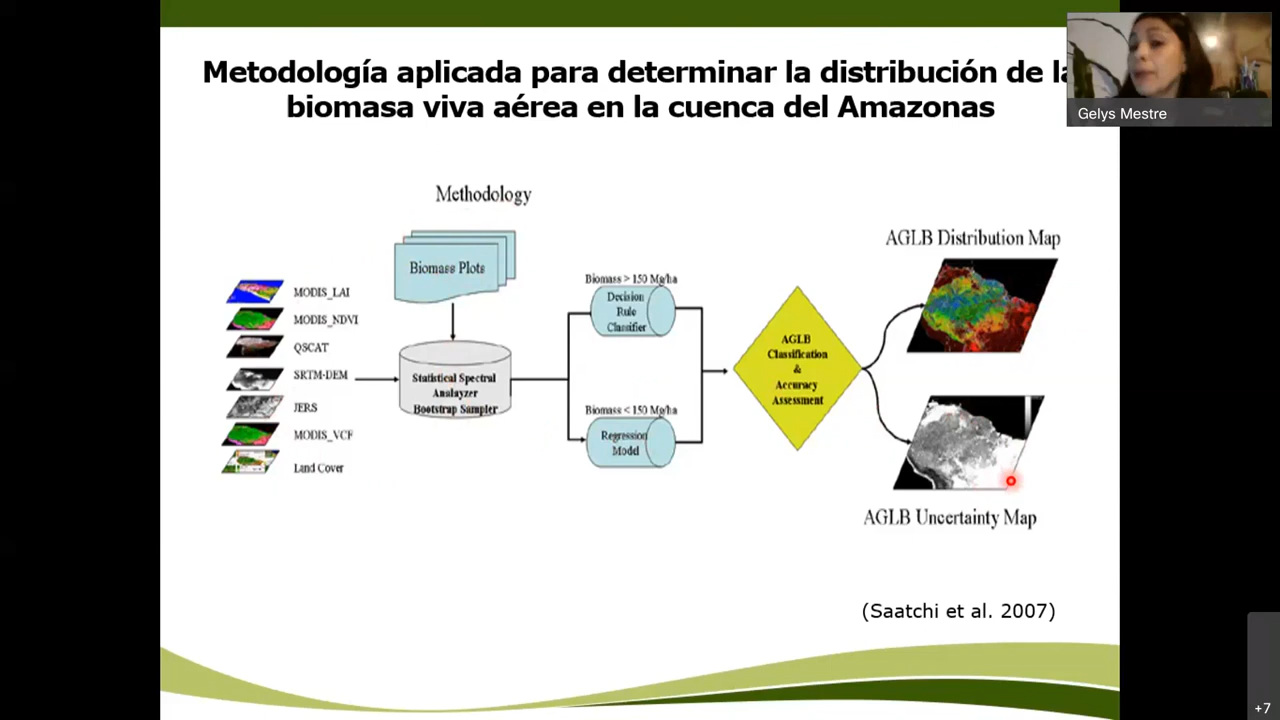 Metodología aplicada para determinar la distribución de la
biomasa viva aérea en la cuenca del Amazonas
Gelys Mestre
Methodology
Biomass Plots
MODIS_LAI
MODIS_NDVI
QSCAT
SRTM-DEM
JERS
MODIS_VCF
Land Cover
Statistical Spectral
Analayzer
Bootstrap Sampler
Biomass > 150 Mg/ha
Decision
Rule
Classifier
Biomass < 150 Mg/ha
Regression
Model
AGLB
Classification
&
Accuracy
Assessment
AGLB Distribution Map
AGLB Uncertainty Map
(Saatchi et al. 2007)
+7